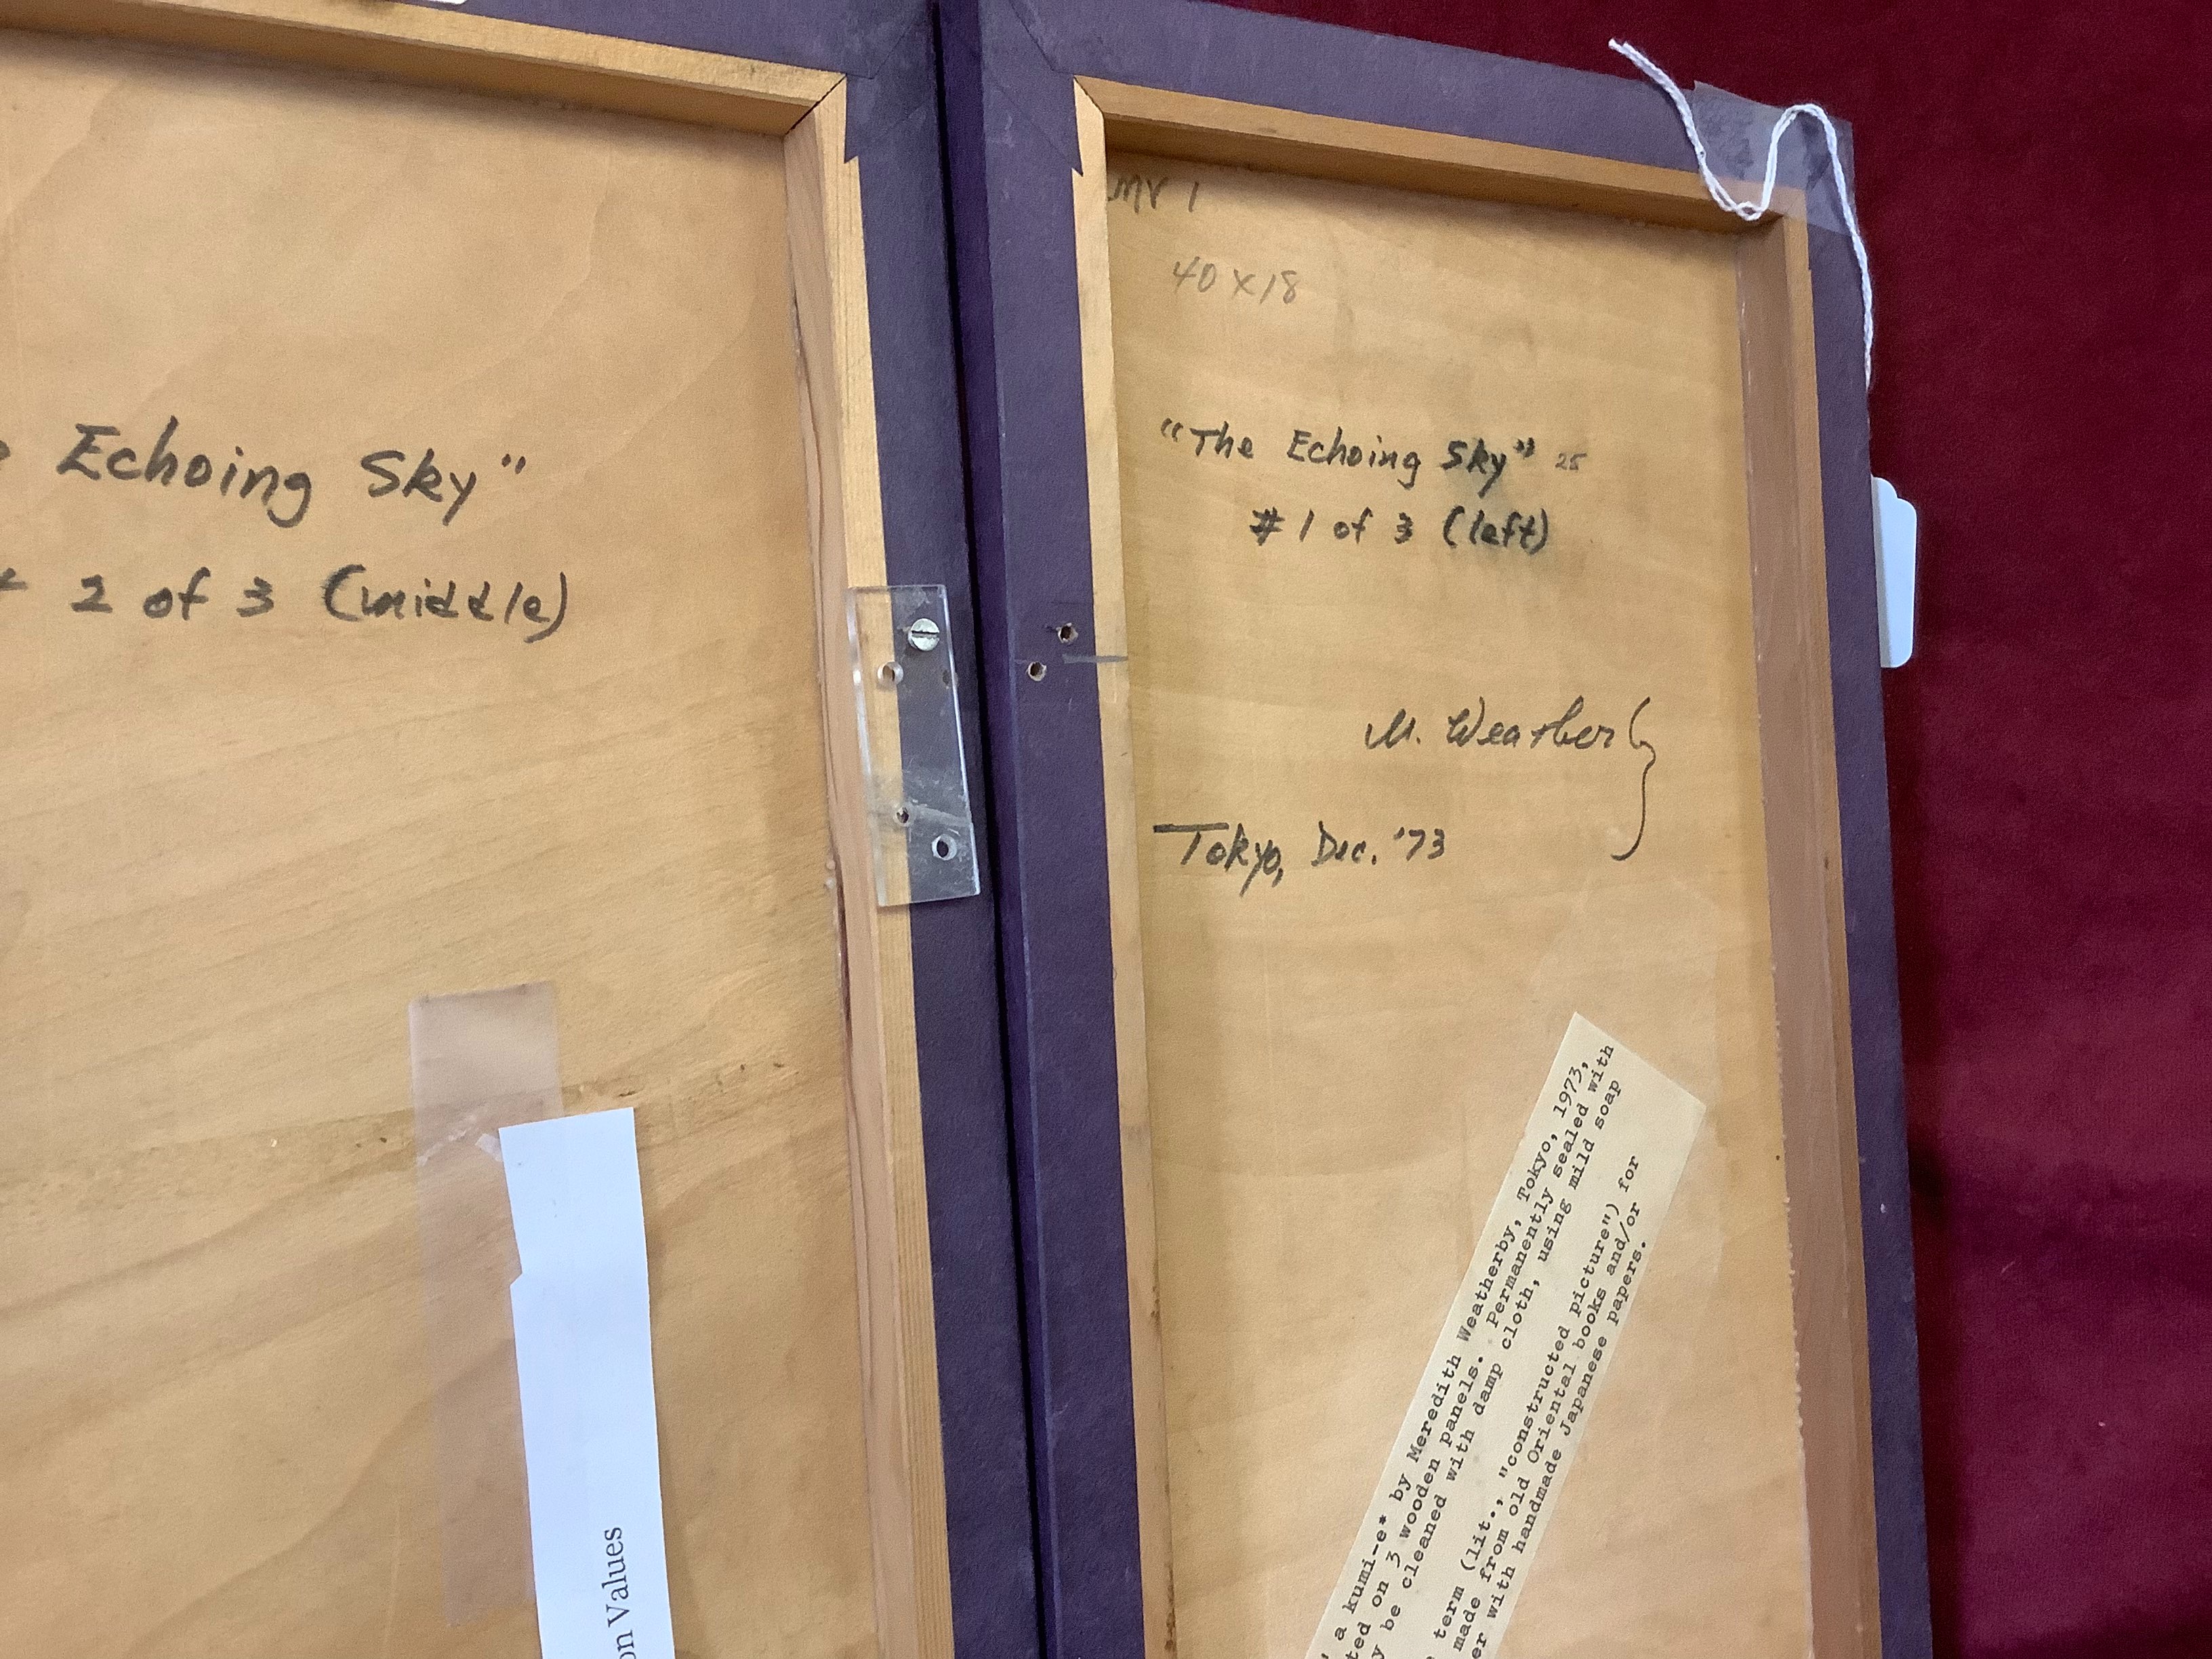 Echoing Sky"
2 of 3 (middle)
on Values
MV 1
40 x 18
"The Echoing Sky" 25
# 1 of 3 (left)
M. Weatherby
Tokyo, Dec. '73
a kumi-e* by Meredith Weatherby, Tokyo, 1973,
on 3 wooden panels. Permanently sealed with
be cleaned with damp cloth, using mild soap
term (lit., "constructed picture") for
made from old Oriental books and/or
with handmade Japanese papers.